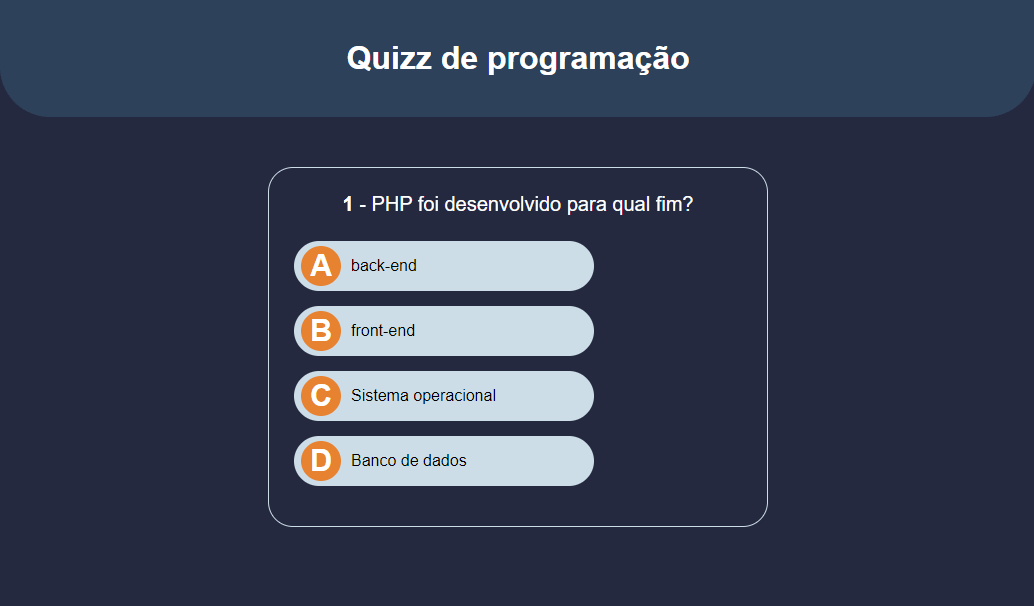 Quizz de programação
1 - PHP foi desenvolvido para qual fim?
A back-end
B front-end
C Sistema operacional
D Banco de dados